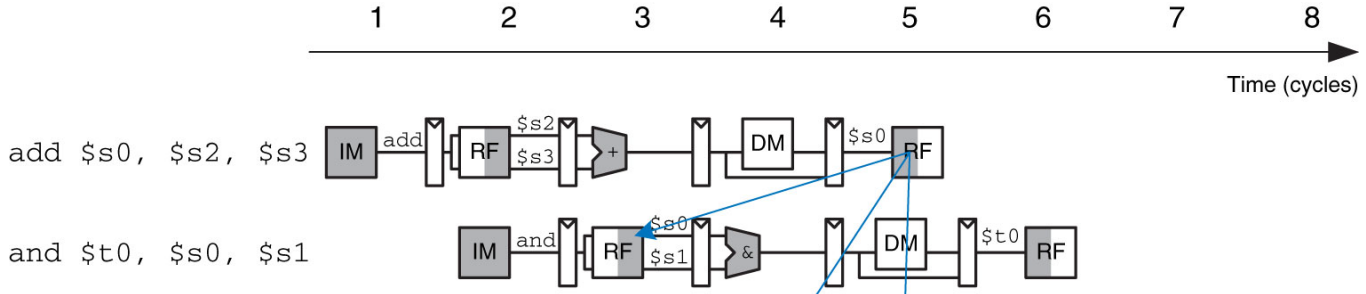 1 2 3 4 5 6 7 8
Time (cycles)
add $s0, $s2, $s3 IM add RF $s2 $s3 + DM $s0 RF
and $t0, $s0, $s1 IM and RF $s0 $s1 & DM $t0 RF